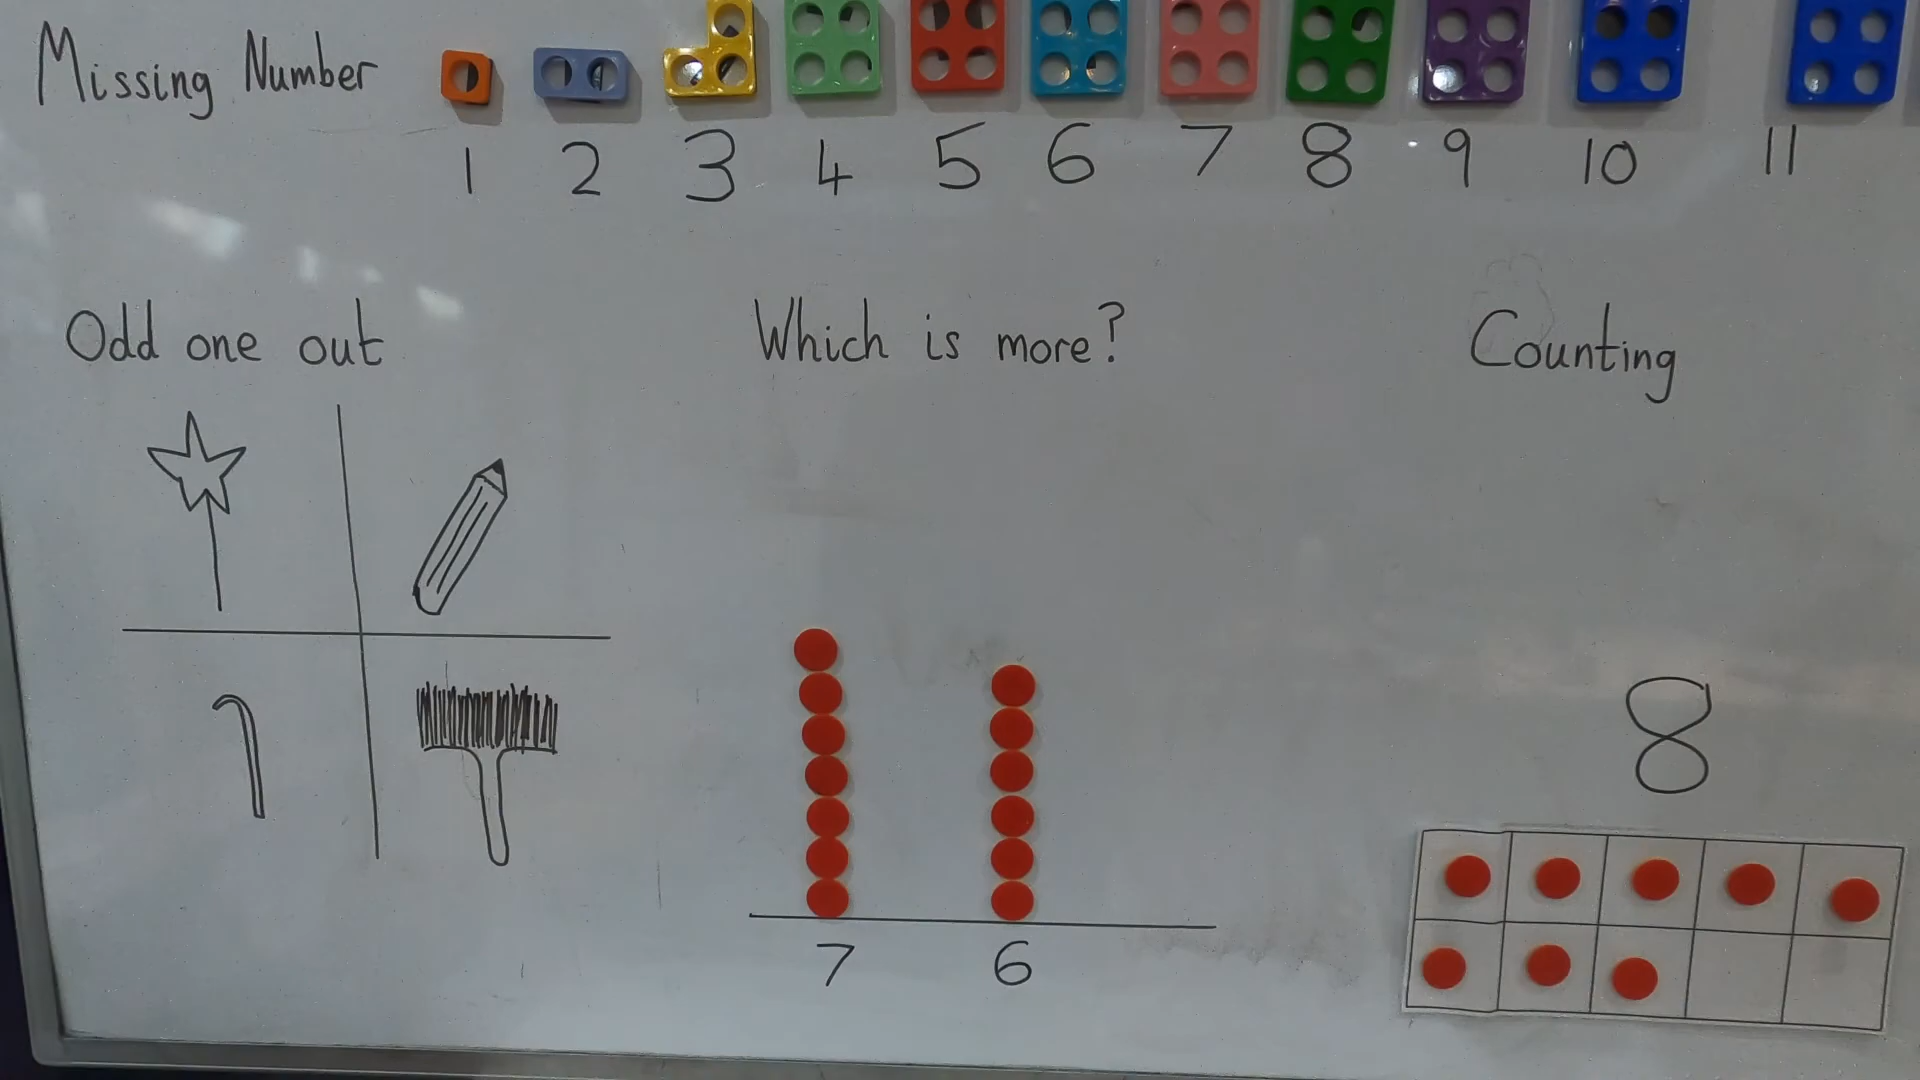 Missing Number
1 2 3 4 5 6 7 8 9 10 11
Odd one out
Which is more?
7 6
Counting
8